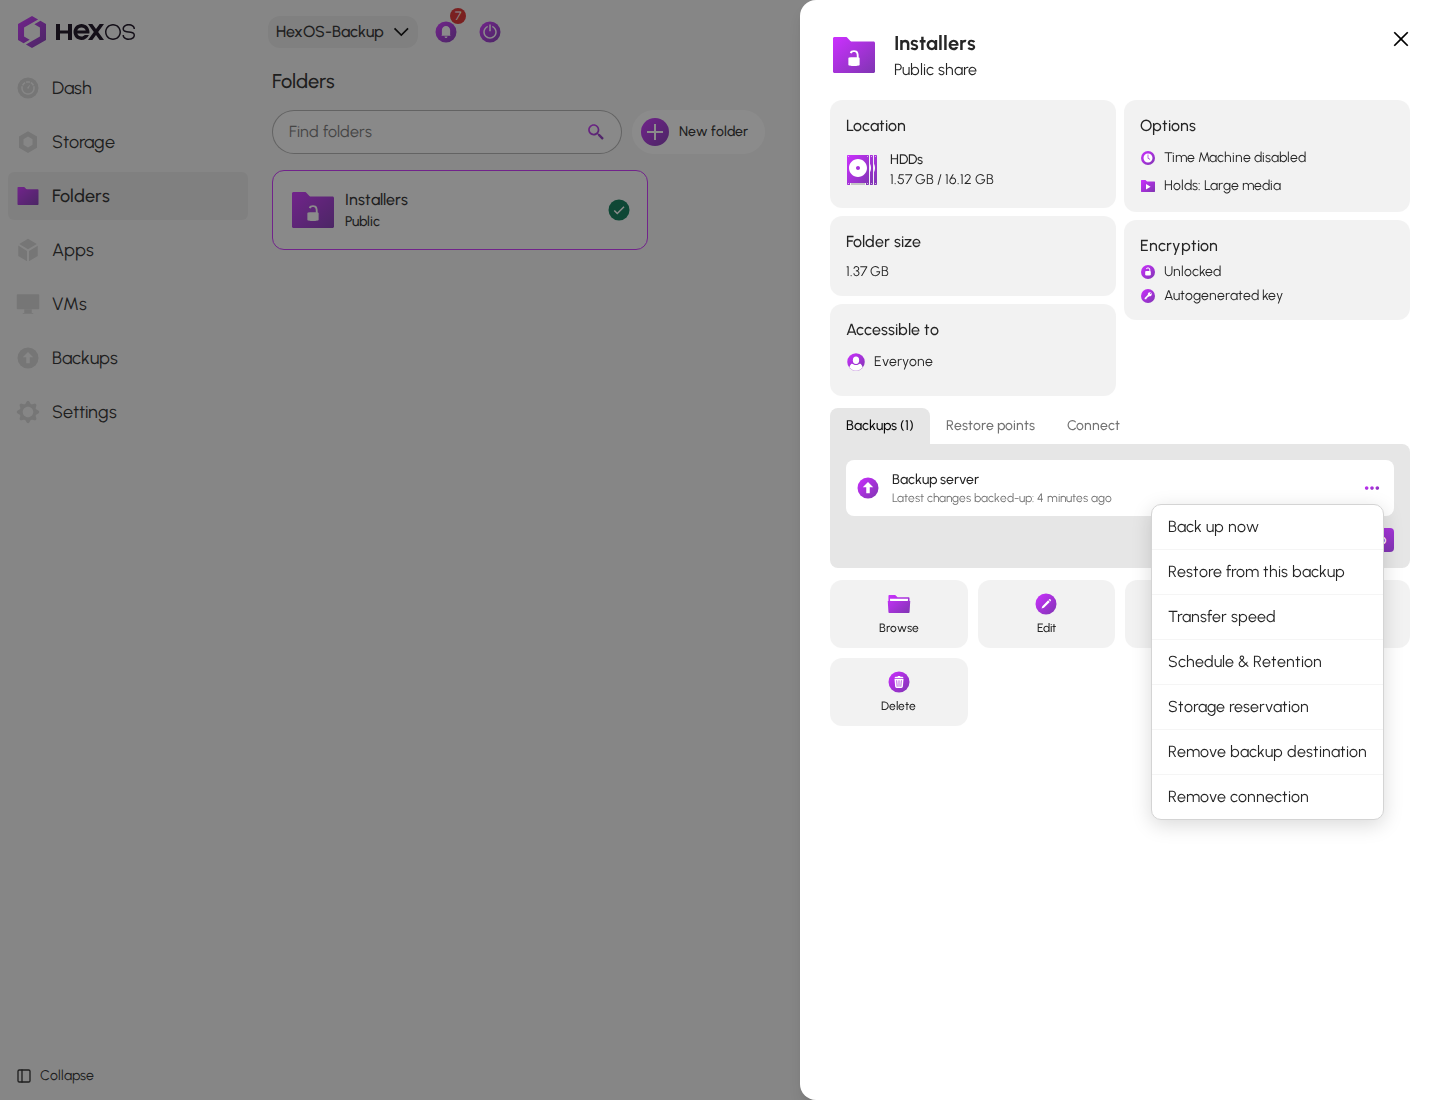 HexOS
HexOS-Backup
7
Dash
Storage
Folders
Apps
VMs
Backups
Settings
Collapse
Folders
Find folders
New folder
Installers
Public
Installers
Public share
Location
HDDs
1.57 GB / 16.12 GB
Folder size
1.37 GB
Accessible to
Everyone
Options
Time Machine disabled
Holds: Large media
Encryption
Unlocked
Autogenerated key
Backups (1)
Restore points
Connect
Backup server
Latest changes backed-up: 4 minutes ago
Back up now
Restore from this backup
Transfer speed
Schedule & Retention
Storage reservation
Remove backup destination
Remove connection
Browse
Edit
Delete